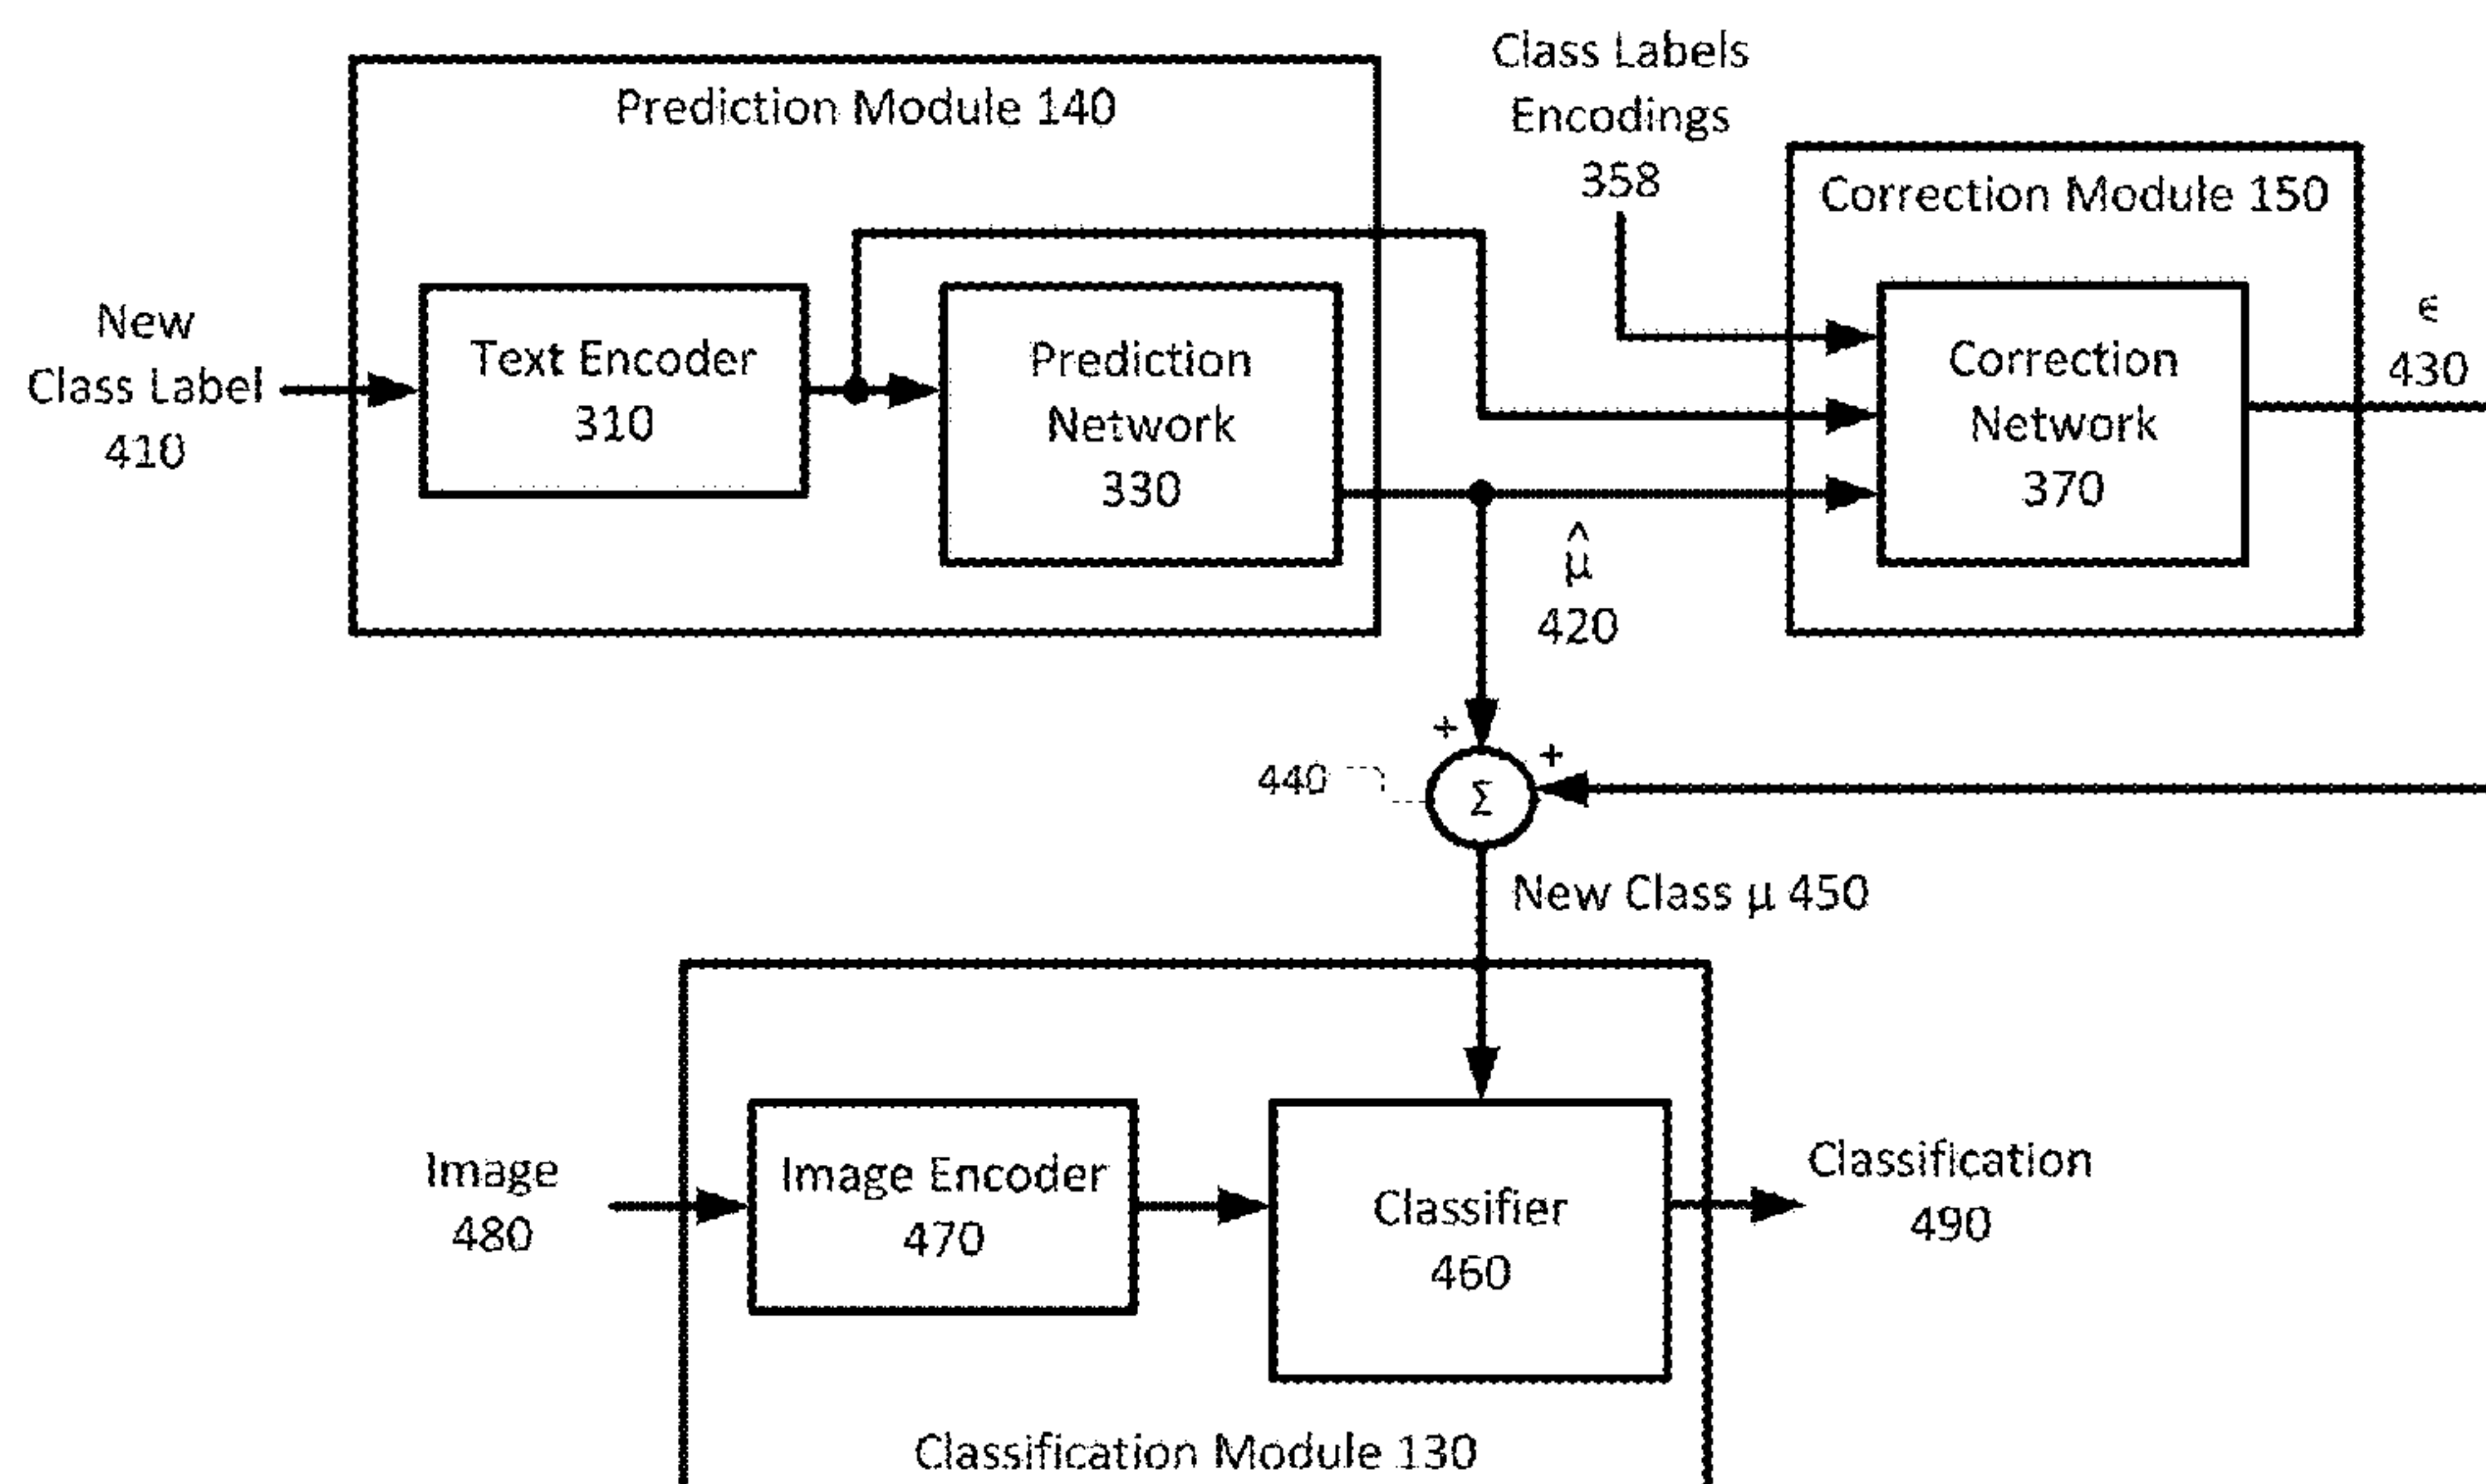 Prediction Module 140
New
Class Label
410
Text Encoder
310
Prediction
Network
330
Class Labels
Encodings
358
Correction Module 150
Correction
Network
370
ϵ
430
^
μ
420
+
+
440
Σ
New Class μ 450
Image
480
Image Encoder
470
Classifier
460
Classification
490
Classification Module 130